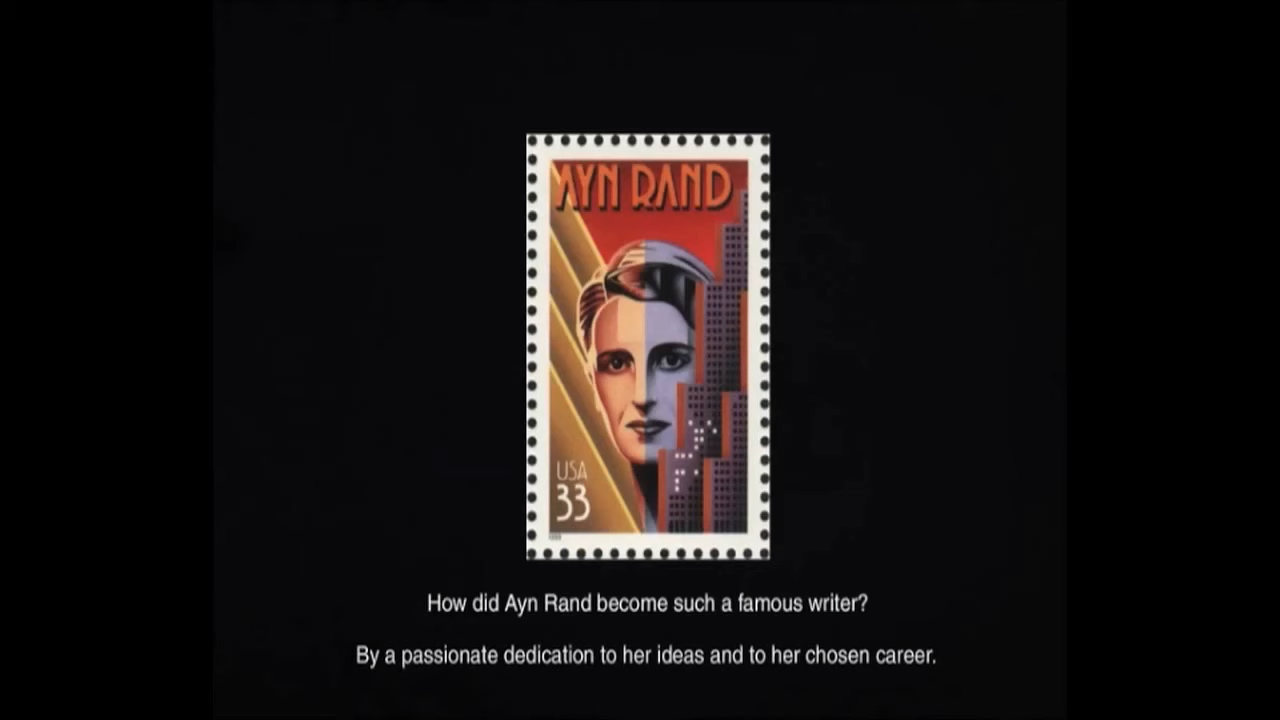 AYN RAND
USA
33
How did Ayn Rand become such a famous writer?
By a passionate dedication to her ideas and to her chosen career.